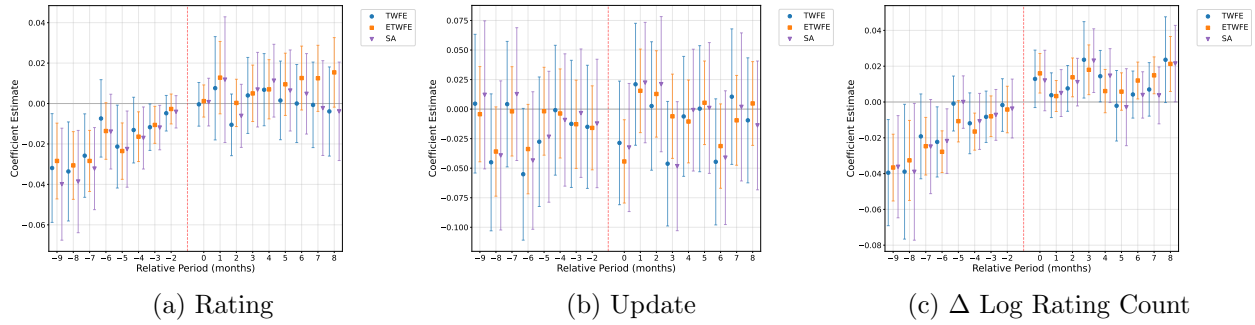 TWFE
ETWFE
SA
0.04
0.02
0.00
−0.02
−0.04
−0.06
Coefficient Estimate
−9 −8 −7 −6 −5 −4 −3 −2 0 1 2 3 4 5 6 7 8
Relative Period (months)
(a) Rating
TWFE
ETWFE
SA
0.075
0.050
0.025
0.000
−0.025
−0.050
−0.075
−0.100
Coefficient Estimate
−9 −8 −7 −6 −5 −4 −3 −2 0 1 2 3 4 5 6 7 8
Relative Period (months)
(b) Update
TWFE
ETWFE
SA
0.04
0.02
0.00
−0.02
−0.04
−0.06
−0.08
Coefficient Estimate
−9 −8 −7 −6 −5 −4 −3 −2 0 1 2 3 4 5 6 7 8
Relative Period (months)
(c) Δ Log Rating Count